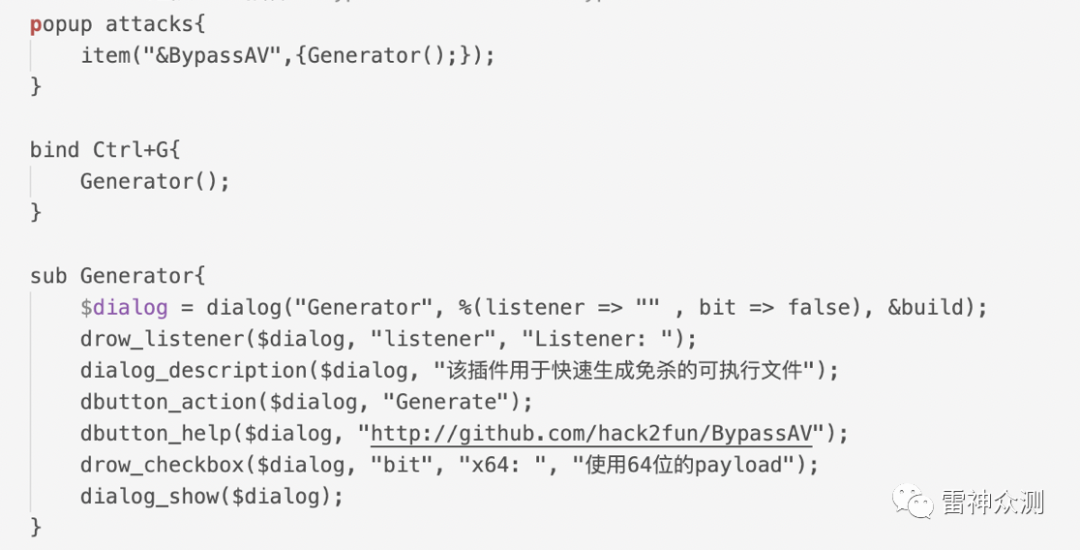 popup attacks{
    item("&BypassAV",{Generator();});
}

bind Ctrl+G{
    Generator();
}

sub Generator{
    $dialog = dialog("Generator", %(listener => "" , bit => false), &build);
    drow_listener($dialog, "listener", "Listener: ");
    dialog_description($dialog, "该插件用于快速生成免杀的可执行文件");
    dbutton_action($dialog, "Generate");
    dbutton_help($dialog, "http://github.com/hack2fun/BypassAV");
    drow_checkbox($dialog, "bit", "x64: ", "使用64位的payload");
    dialog_show($dialog);
}
雷神众测